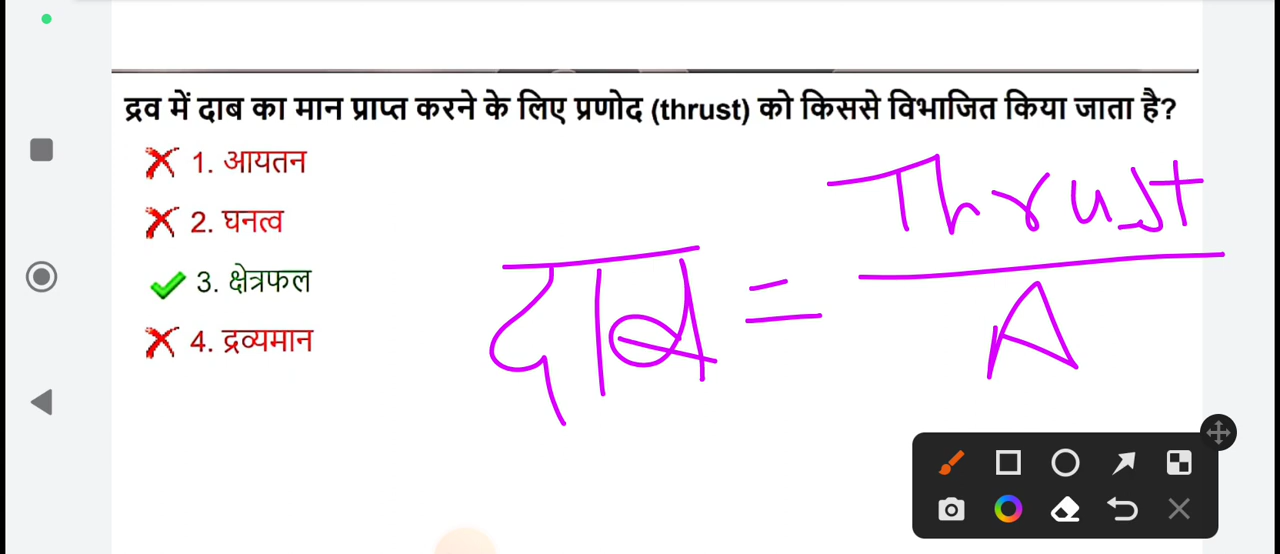 द्रव में दाब का मान प्राप्त करने के लिए प्रणोद (thrust) को किससे विभाजित किया जाता है?
1. आयतन
2. घनत्व
3. क्षेत्रफल
4. द्रव्यमान
दाब = Thrust
A